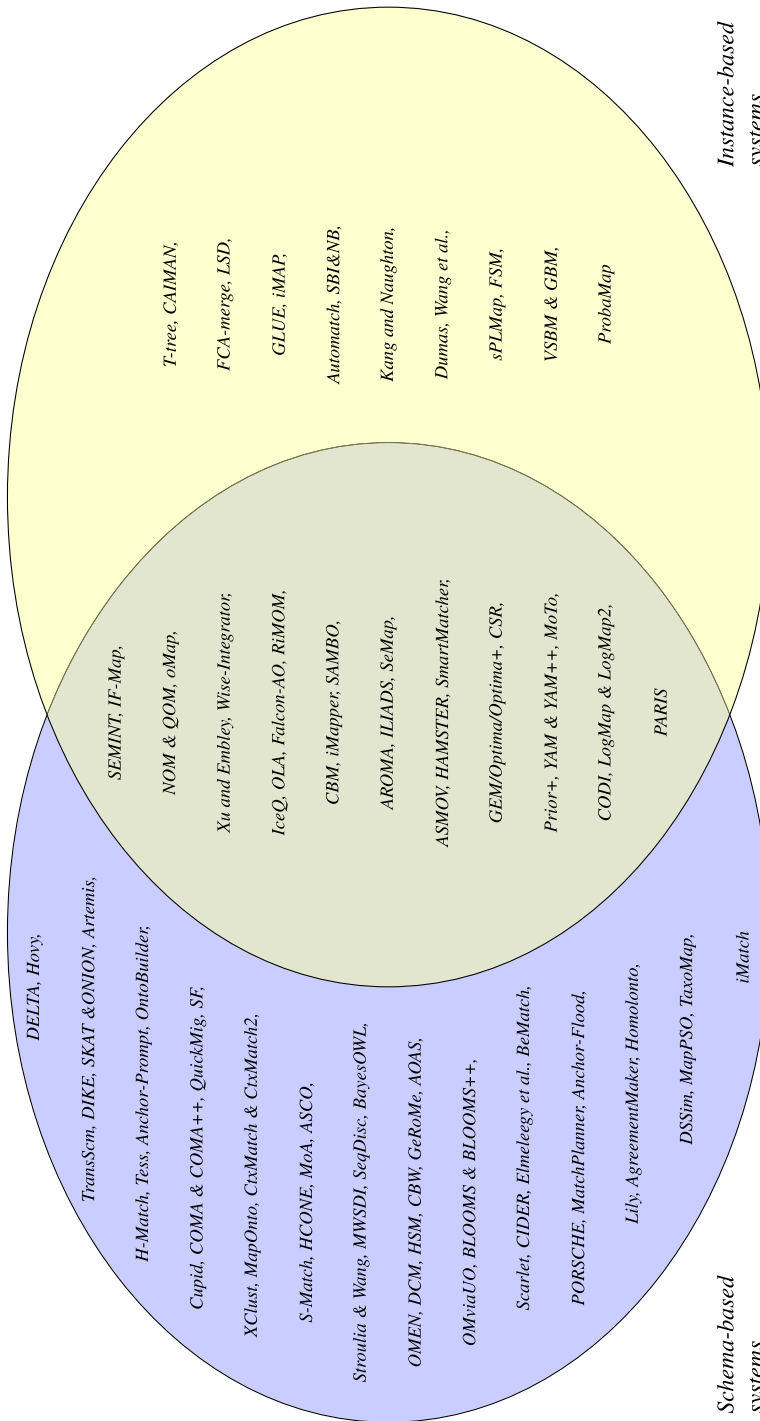 DELTA, Hovy,
TransScm, DIKE, SKAT &ONION, Artemis,
H-Match, Tess, Anchor-Prompt, OntoBuilder,
Cupid, COMA & COMA++, QuickMig, SF,
XClust, MapOnto, CtxMatch & CtxMatch2,
S-Match, HCONE, MoA, ASCO,
Stroulia & Wang, MWSDI, SeqDisc, BayesOWL,
OMEN, DCM, HSM, CBW, GeRoMe, AOAS,
OMviaUO, BLOOMS & BLOOMS++,
Scarlet, CIDER, Elmeleegy et al., BeMatch,
PORSCHE, MatchPlanner, Anchor-Flood,
Lily, AgreementMaker, Homolonto,
DSSim, MapPSO, TaxoMap,
iMatch
SEMINT, IF-Map,
NOM & QOM, oMap,
Xu and Embley, Wise-Integrator,
IceQ, OLA, Falcon-AO, RiMOM,
CBM, iMapper, SAMBO,
AROMA, ILIADS, SeMap,
ASMOV, HAMSTER, SmartMatcher,
GEM/Optima/Optima+, CSR,
Prior+, YAM & YAM++, MoTo,
CODI, LogMap & LogMap2,
PARIS
T-tree, CAIMAN,
FCA-merge, LSD,
GLUE, iMAP,
Automatch, SBI&NB,
Kang and Naughton,
Dumas, Wang et al.,
sPLMap, FSM,
VSBM & GBM,
ProbaMap
Schema-based
systems
Instance-based
systems